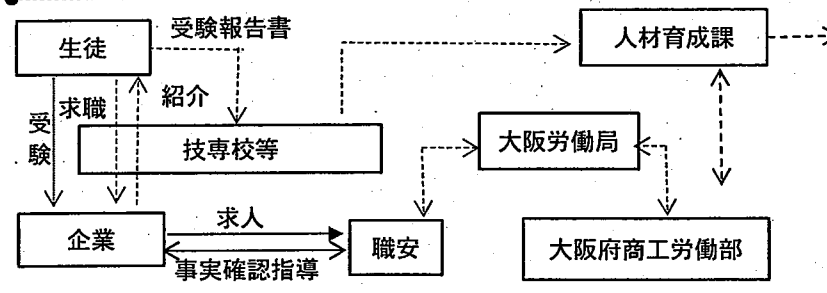 受験報告書
人材育成課
生徒
紹介
求職
受験
技専校等
大阪労働局
求人
企業
職安
大阪府商工労働部
事実確認指導